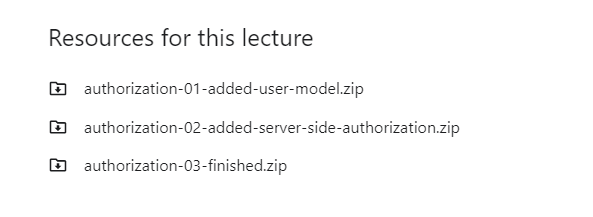 Resources for this lecture
authorization-01-added-user-model.zip
authorization-02-added-server-side-authorization.zip
authorization-03-finished.zip